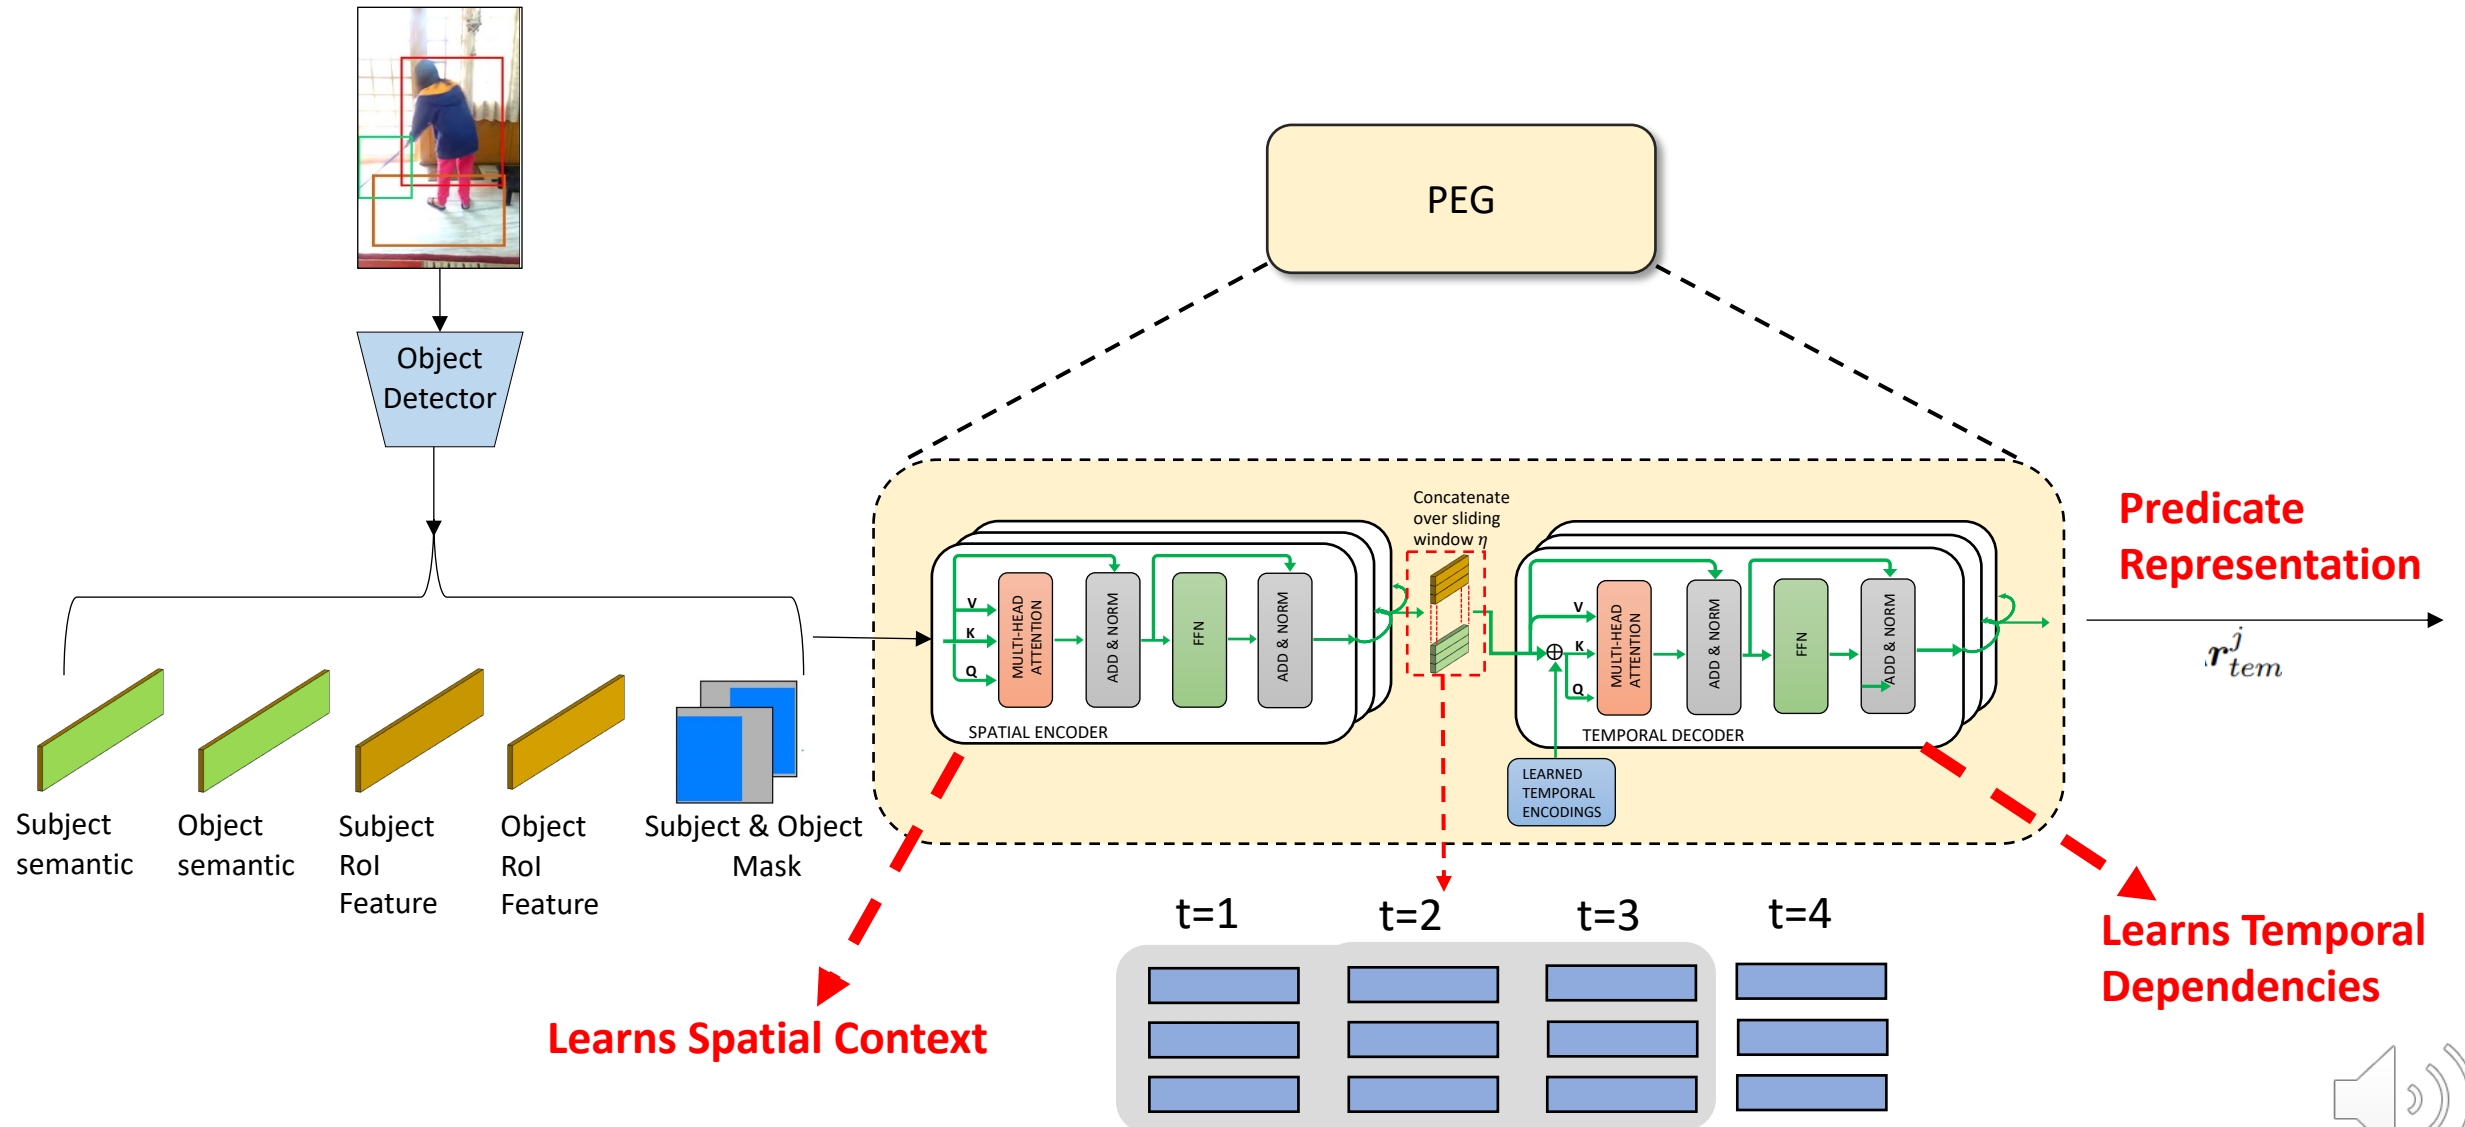 PEG
Object
Detector
Subject
semantic
Object
semantic
Subject
RoI
Feature
Object
RoI
Feature
Subject & Object
Mask
Concatenate
over sliding
window η
V
K
Q
MULTI-HEAD
ATTENTION
ADD & NORM
FFN
ADD & NORM
SPATIAL ENCODER
V
K
Q
MULTI-HEAD
ATTENTION
ADD & NORM
FFN
ADD & NORM
TEMPORAL DECODER
LEARNED
TEMPORAL
ENCODINGS
Predicate
Representation
r_{tem}^{j}
Learns Spatial Context
t=1
t=2
t=3
t=4
Learns Temporal
Dependencies